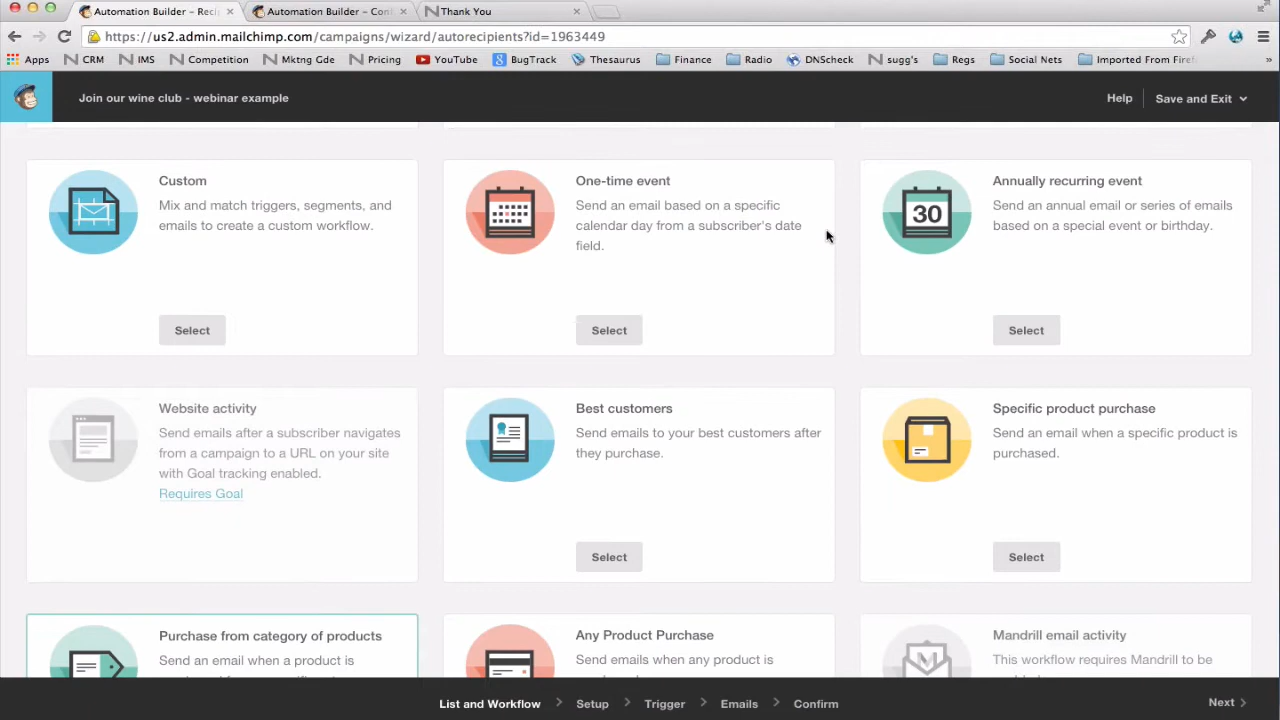 Automation Builder - Reci
Automation Builder - Con
Thank You
https://us2.admin.mailchimp.com/campaigns/wizard/autorecipients?id=1963449
Apps
CRM
IMS
Competition
Mktng Gde
Pricing
YouTube
BugTrack
Thesaurus
Finance
Radio
DNScheck
sugg's
Regs
Social Nets
Imported From Firef
»
Join our wine club - webinar example
Help
Save and Exit
Custom
Mix and match triggers, segments, and
emails to create a custom workflow.
Select
One-time event
Send an email based on a specific
calendar day from a subscriber's date
field.
Select
30
Annually recurring event
Send an annual email or series of emails
based on a special event or birthday.
Select
Website activity
Send emails after a subscriber navigates
from a campaign to a URL on your site
with Goal tracking enabled.
Requires Goal
Best customers
Send emails to your best customers after
they purchase.
Select
Specific product purchase
Send an email when a specific product is
purchased.
Select
Purchase from category of products
Send an email when a product is
Any Product Purchase
Send emails when any product is
Mandrill email activity
This workflow requires Mandrill to be
List and Workflow > Setup > Trigger > Emails > Confirm
Next >